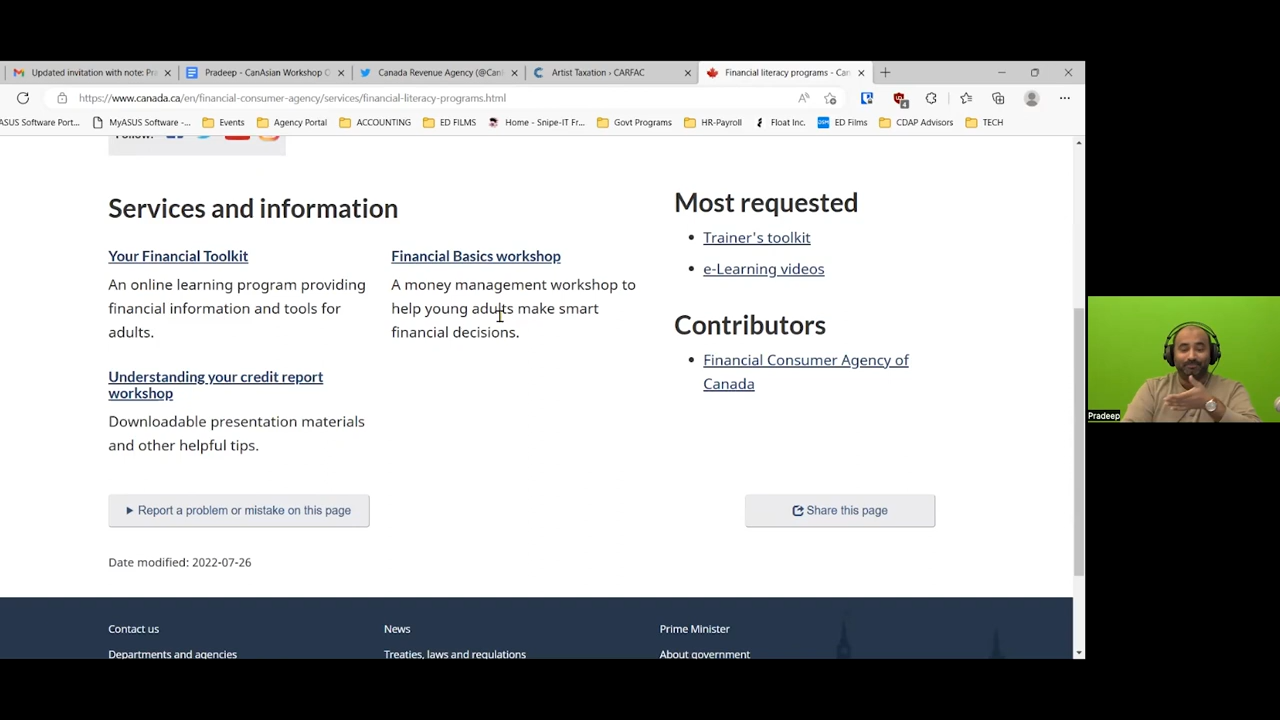 Updated invitation with note: Pr
Pradeep - CanAsian Workshop C
Canada Revenue Agency (@Can
Artist Taxation › CARFAC
Financial literacy programs - Can
https://www.canada.ca/en/financial-consumer-agency/services/financial-literacy-programs.html
ASUS Software Port...
MyASUS Software -...
Events
Agency Portal
ACCOUNTING
ED FILMS
Home - Snipe-IT Fr...
Govt Programs
HR-Payroll
Float Inc.
ED Films
CDAP Advisors
TECH
Services and information
Your Financial Toolkit
An online learning program providing
financial information and tools for
adults.
Financial Basics workshop
A money management workshop to
help young adults make smart
financial decisions.
Understanding your credit report
workshop
Downloadable presentation materials
and other helpful tips.
Most requested
Trainer's toolkit
e-Learning videos
Contributors
Financial Consumer Agency of
Canada
Report a problem or mistake on this page
Share this page
Date modified: 2022-07-26
Contact us
News
Prime Minister
Departments and agencies
Treaties, laws and regulations
About government
Pradeep